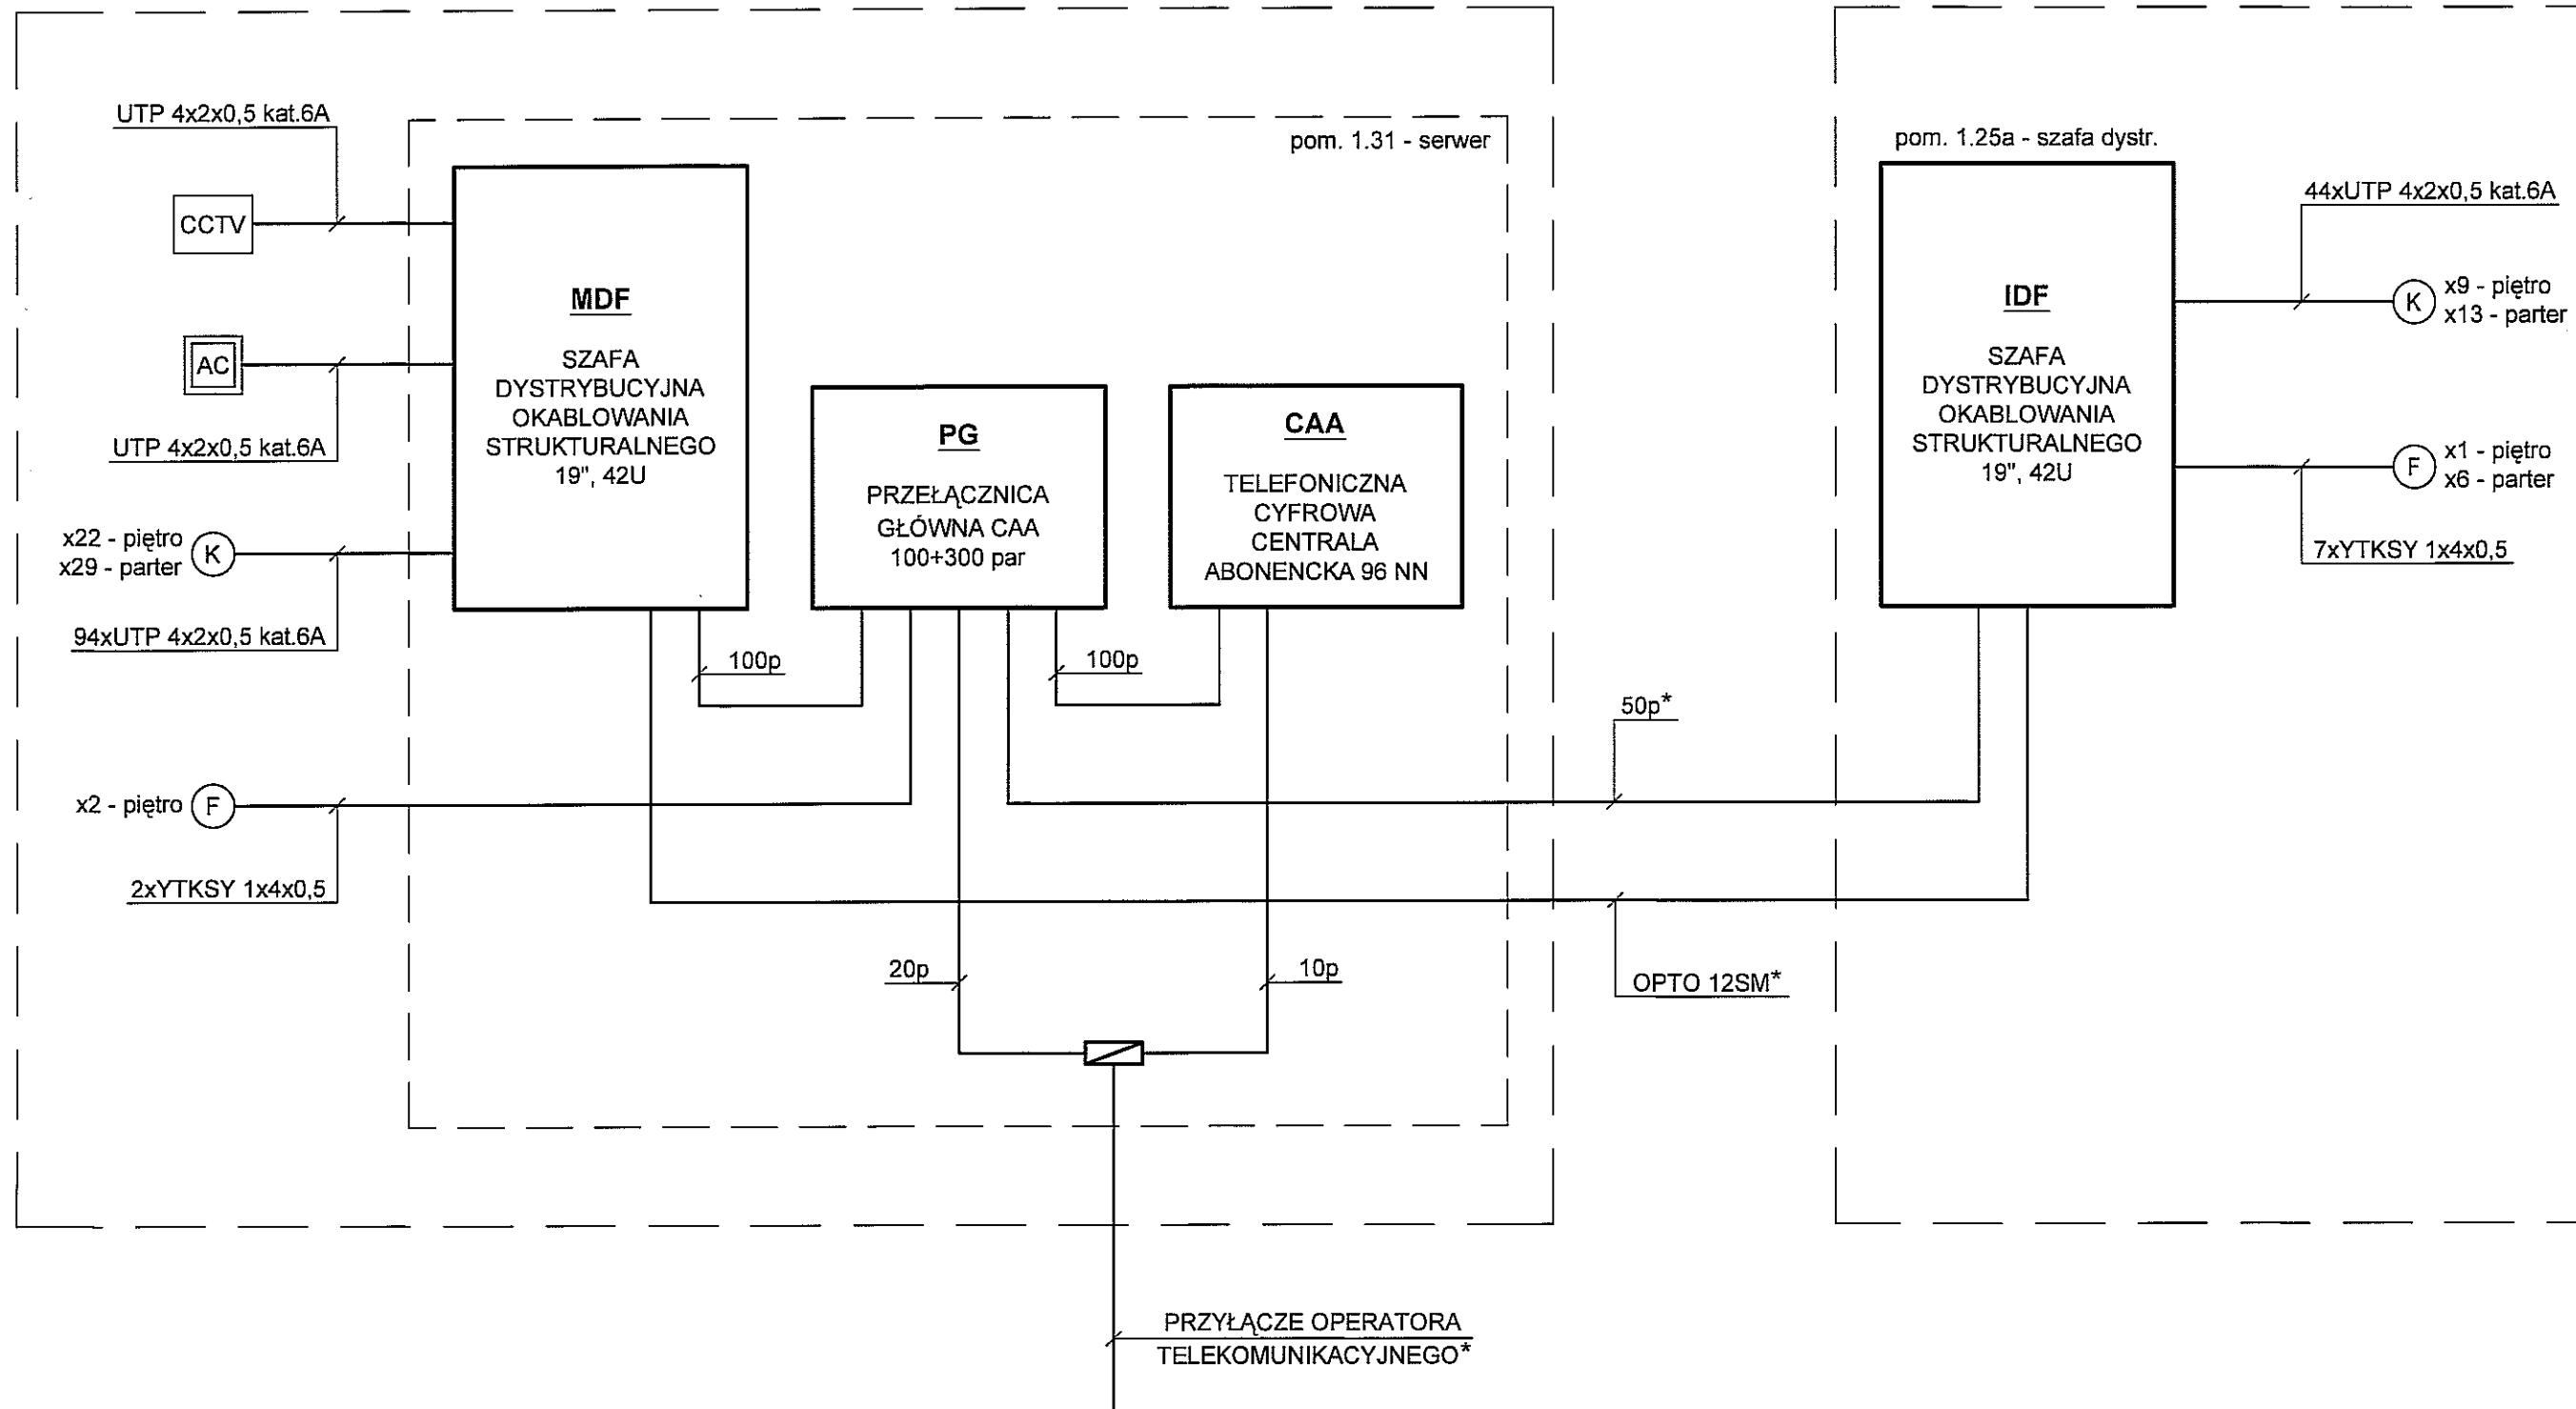 UTP 4x2x0,5 kat.6A
CCTV
AC
UTP 4x2x0,5 kat.6A
x22 - piętro
x29 - parter
K
94xUTP 4x2x0,5 kat.6A
x2 - piętro
F
2xYTKSY 1x4x0,5
pom. 1.31 - serwer
MDF
SZAFA
DYSTRYBUCYJNA
OKABLOWANIA
STRUKTURALNEGO
19", 42U
PG
PRZEŁĄCZNICA
GŁÓWNA CAA
100+300 par
CAA
TELEFONICZNA
CYFROWA
CENTRALA
ABONENCKA 96 NN
100p
100p
20p
10p
50p*
OPTO 12SM*
PRZYŁĄCZE OPERATORA
TELEKOMUNIKACYJNEGO*
pom. 1.25a - szafa dystr.
IDF
SZAFA
DYSTRYBUCYJNA
OKABLOWANIA
STRUKTURALNEGO
19", 42U
44xUTP 4x2x0,5 kat.6A
K
x9 - piętro
x13 - parter
F
x1 - piętro
x6 - parter
7xYTKSY 1x4x0,5